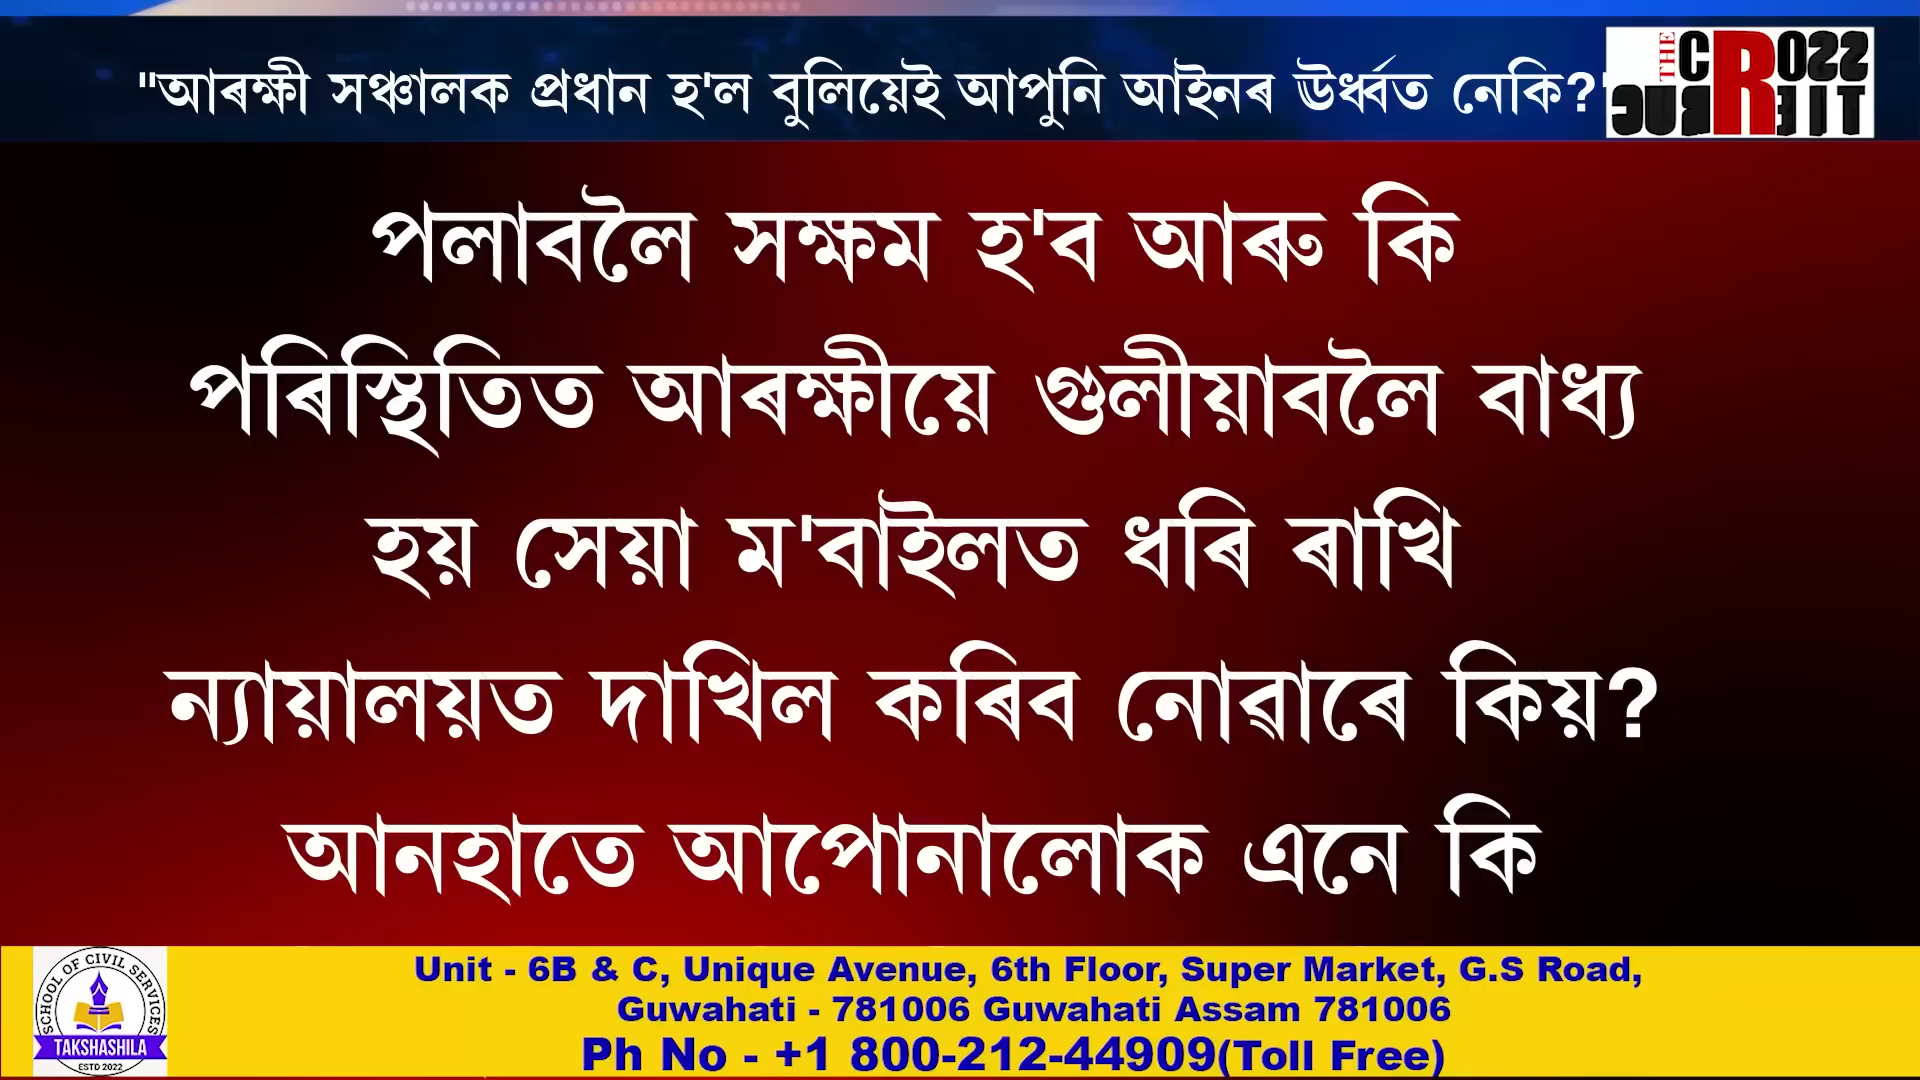 "আৰক্ষী সঞ্চালক প্ৰধান হ'ল বুলিয়েই আপুনি আইনৰ ঊৰ্ধ্বত নেকি?"
THE CROSS CURRENT
পলাবলৈ সক্ষম হ'ব আৰু কি
পৰিস্থিতিত আৰক্ষীয়ে গুলীয়াবলৈ বাধ্য
হয় সেয়া ম'বাইলত ধৰি ৰাখি
ন্যায়ালয়ত দাখিল কৰিব নোৱাৰে কিয়?
আনহাতে আপোনালোক এনে কি
SCHOOL OF CIVIL SERVICES
TAKSHASHILA
ESTD 2022
Unit - 6B & C, Unique Avenue, 6th Floor, Super Market, G.S Road,
Guwahati - 781006 Guwahati Assam 781006
Ph No - +1 800-212-44909(Toll Free)